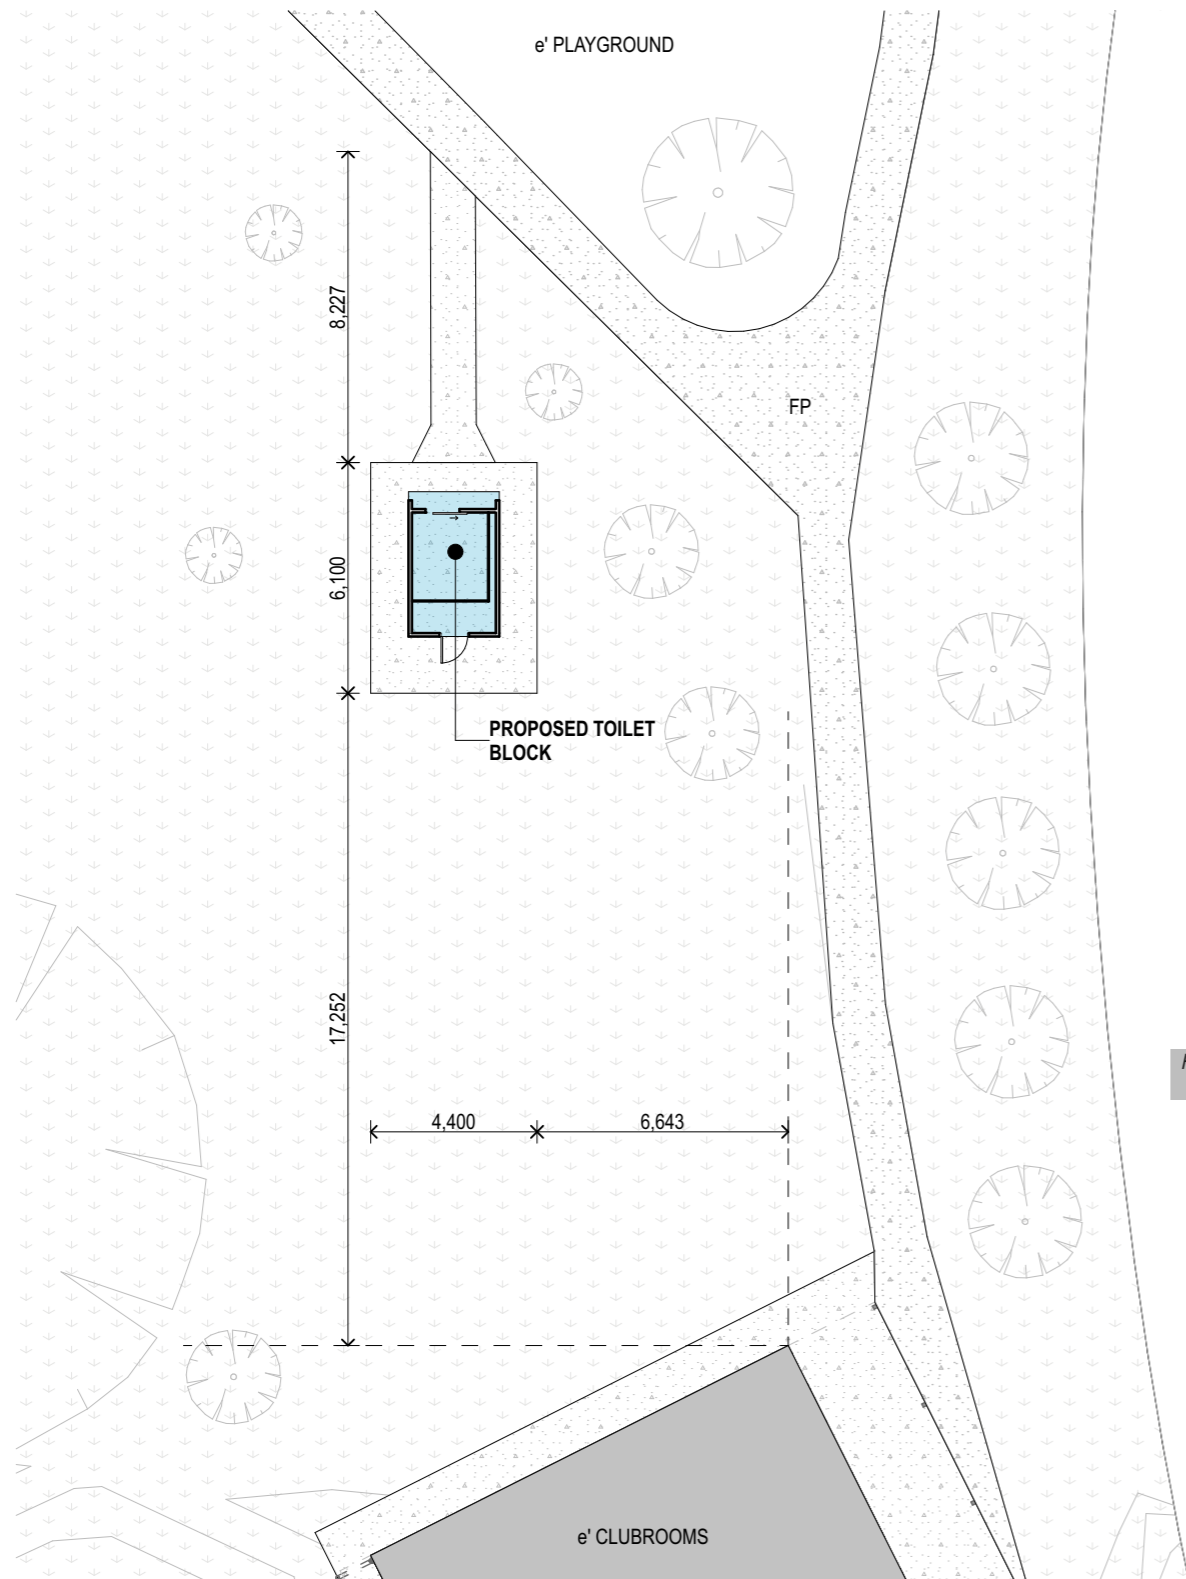 e' PLAYGROUND
8,227
FP
6,100
PROPOSED TOILET
BLOCK
17,252
4,400
6,643
e' CLUBROOMS